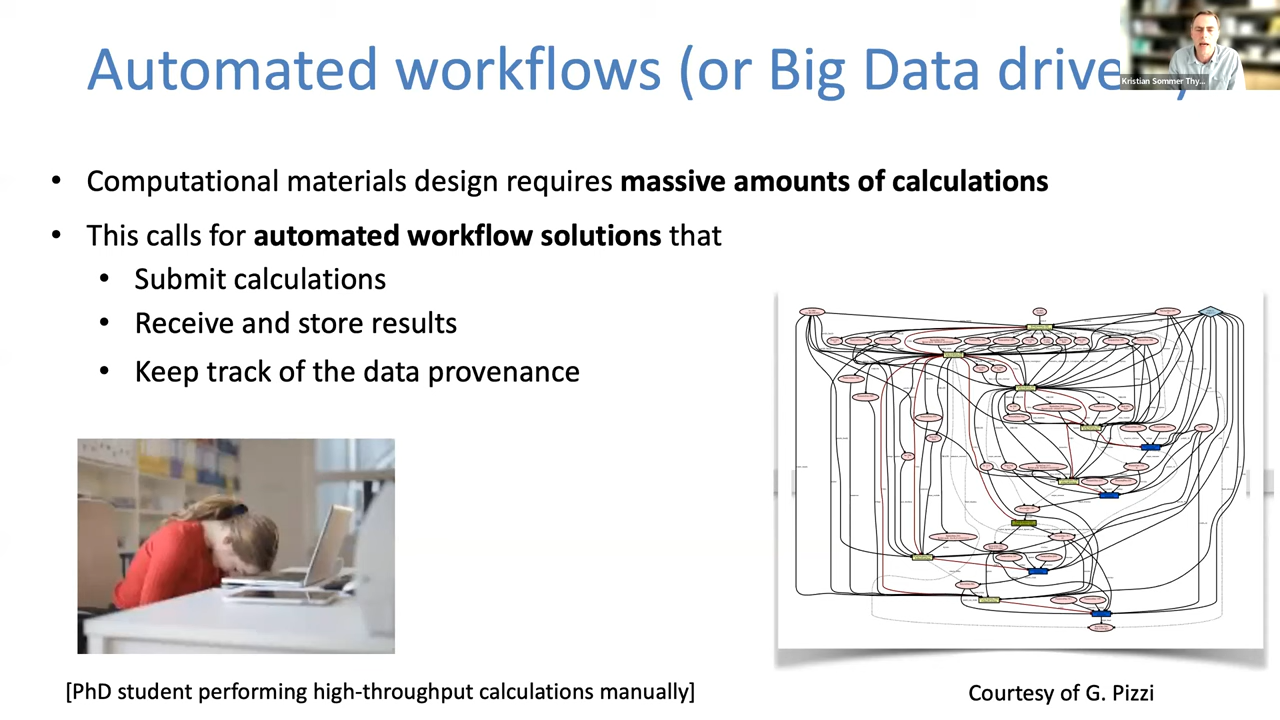 Automated workflows (or Big Data drive
Kristian Sommer Thy...
• Computational materials design requires massive amounts of calculations
• This calls for automated workflow solutions that
• Submit calculations
• Receive and store results
• Keep track of the data provenance
[PhD student performing high-throughput calculations manually]
Courtesy of G. Pizzi